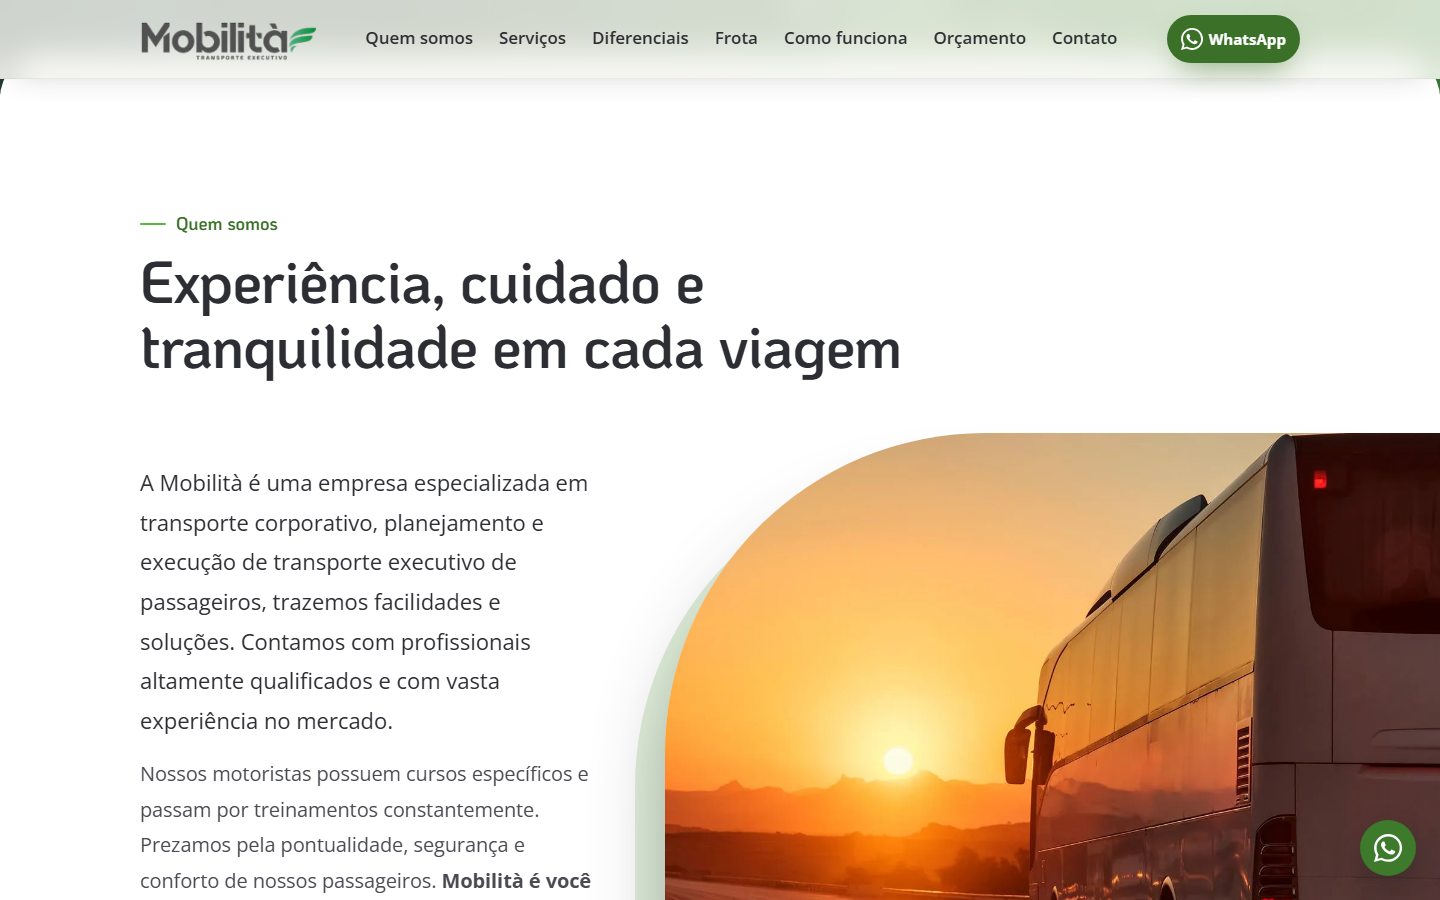 Mobilità
TRANSPORTE EXECUTIVO
Quem somos
Serviços
Diferenciais
Frota
Como funciona
Orçamento
Contato
WhatsApp
Quem somos
Experiência, cuidado e
tranquilidade em cada viagem
A Mobilità é uma empresa especializada em
transporte corporativo, planejamento e
execução de transporte executivo de
passageiros, trazemos facilidades e
soluções. Contamos com profissionais
altamente qualificados e com vasta
experiência no mercado.
Nossos motoristas possuem cursos específicos e
passam por treinamentos constantemente.
Prezamos pela pontualidade, segurança e
conforto de nossos passageiros. Mobilità é você